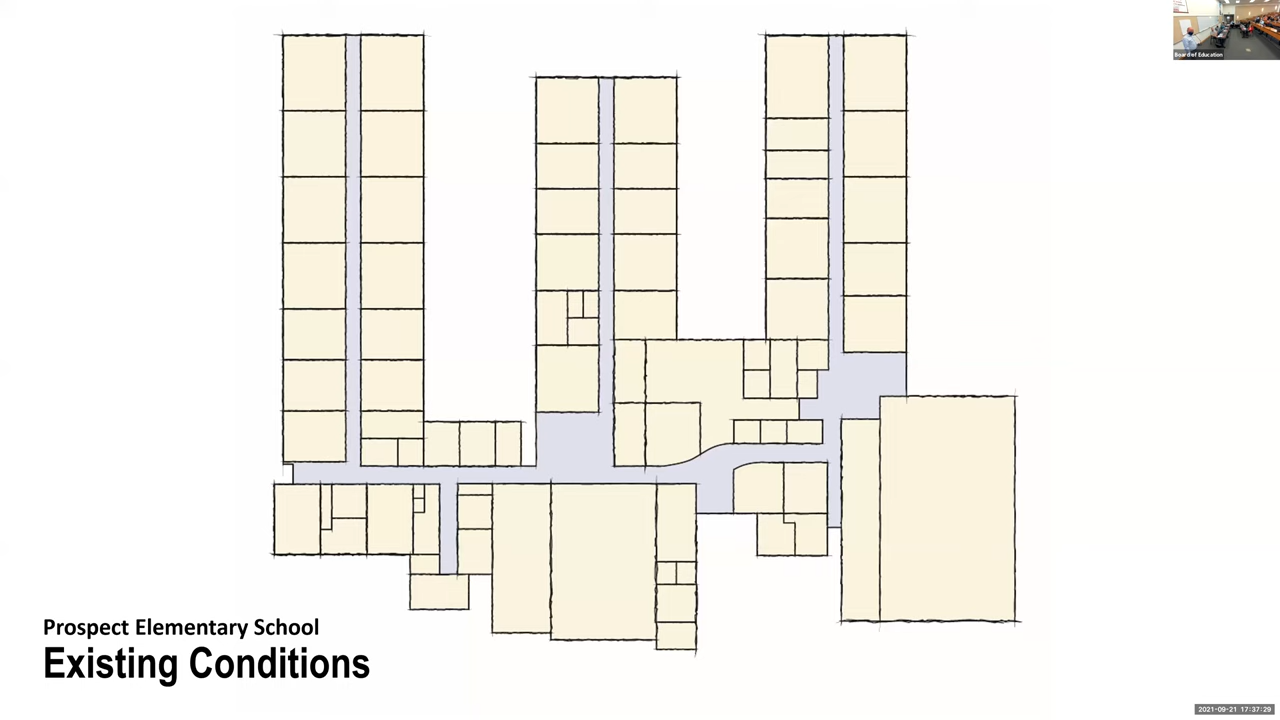 Board of Education
Prospect Elementary School
Existing Conditions
2021-09-21 17:37:29